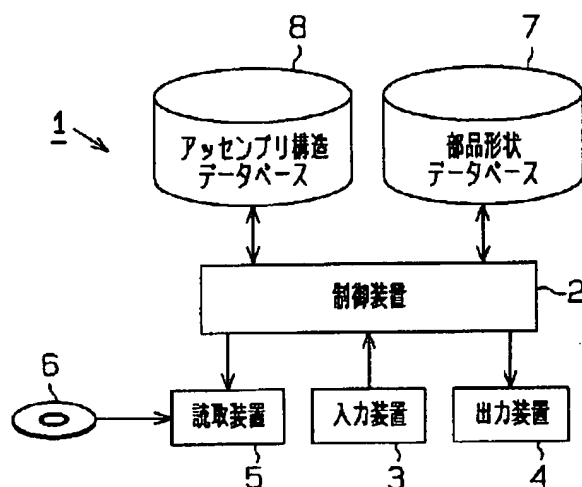 8
7
1
アッセンブリ構造
データベース
部品形状
データベース
制御装置
2
6
読取装置
入力装置
出力装置
5
3
4